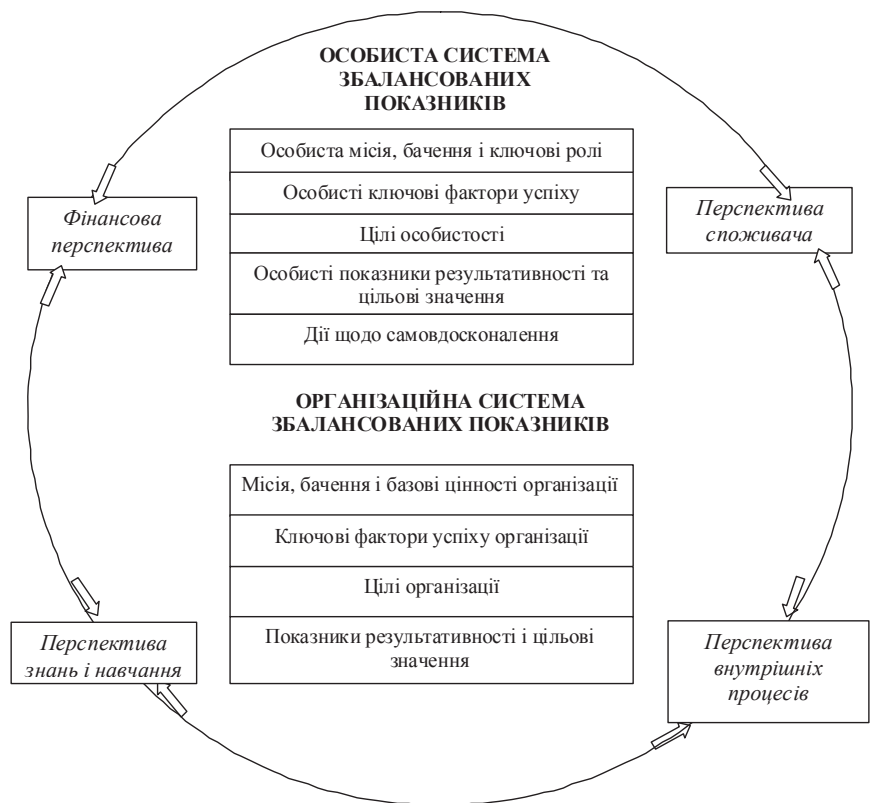 ОСОБИСТА СИСТЕМА
ЗБАЛАНСОВАНИХ
ПОКАЗНИКІВ
Особиста місія, бачення і ключові ролі
Особисті ключові фактори успіху
Цілі особистості
Особисті показники результативності та
цільові значення
Дії щодо самовдосконалення
Фінансова
перспектива
Перспектива
споживача
ОРГАНІЗАЦІЙНА СИСТЕМА
ЗБАЛАНСОВАНИХ ПОКАЗНИКІВ
Місія, бачення і базові цінності організації
Ключові фактори успіху організації
Цілі організації
Показники результативності і цільові
значення
Перспектива
знань і навчання
Перспектива
внутрішніх
процесів